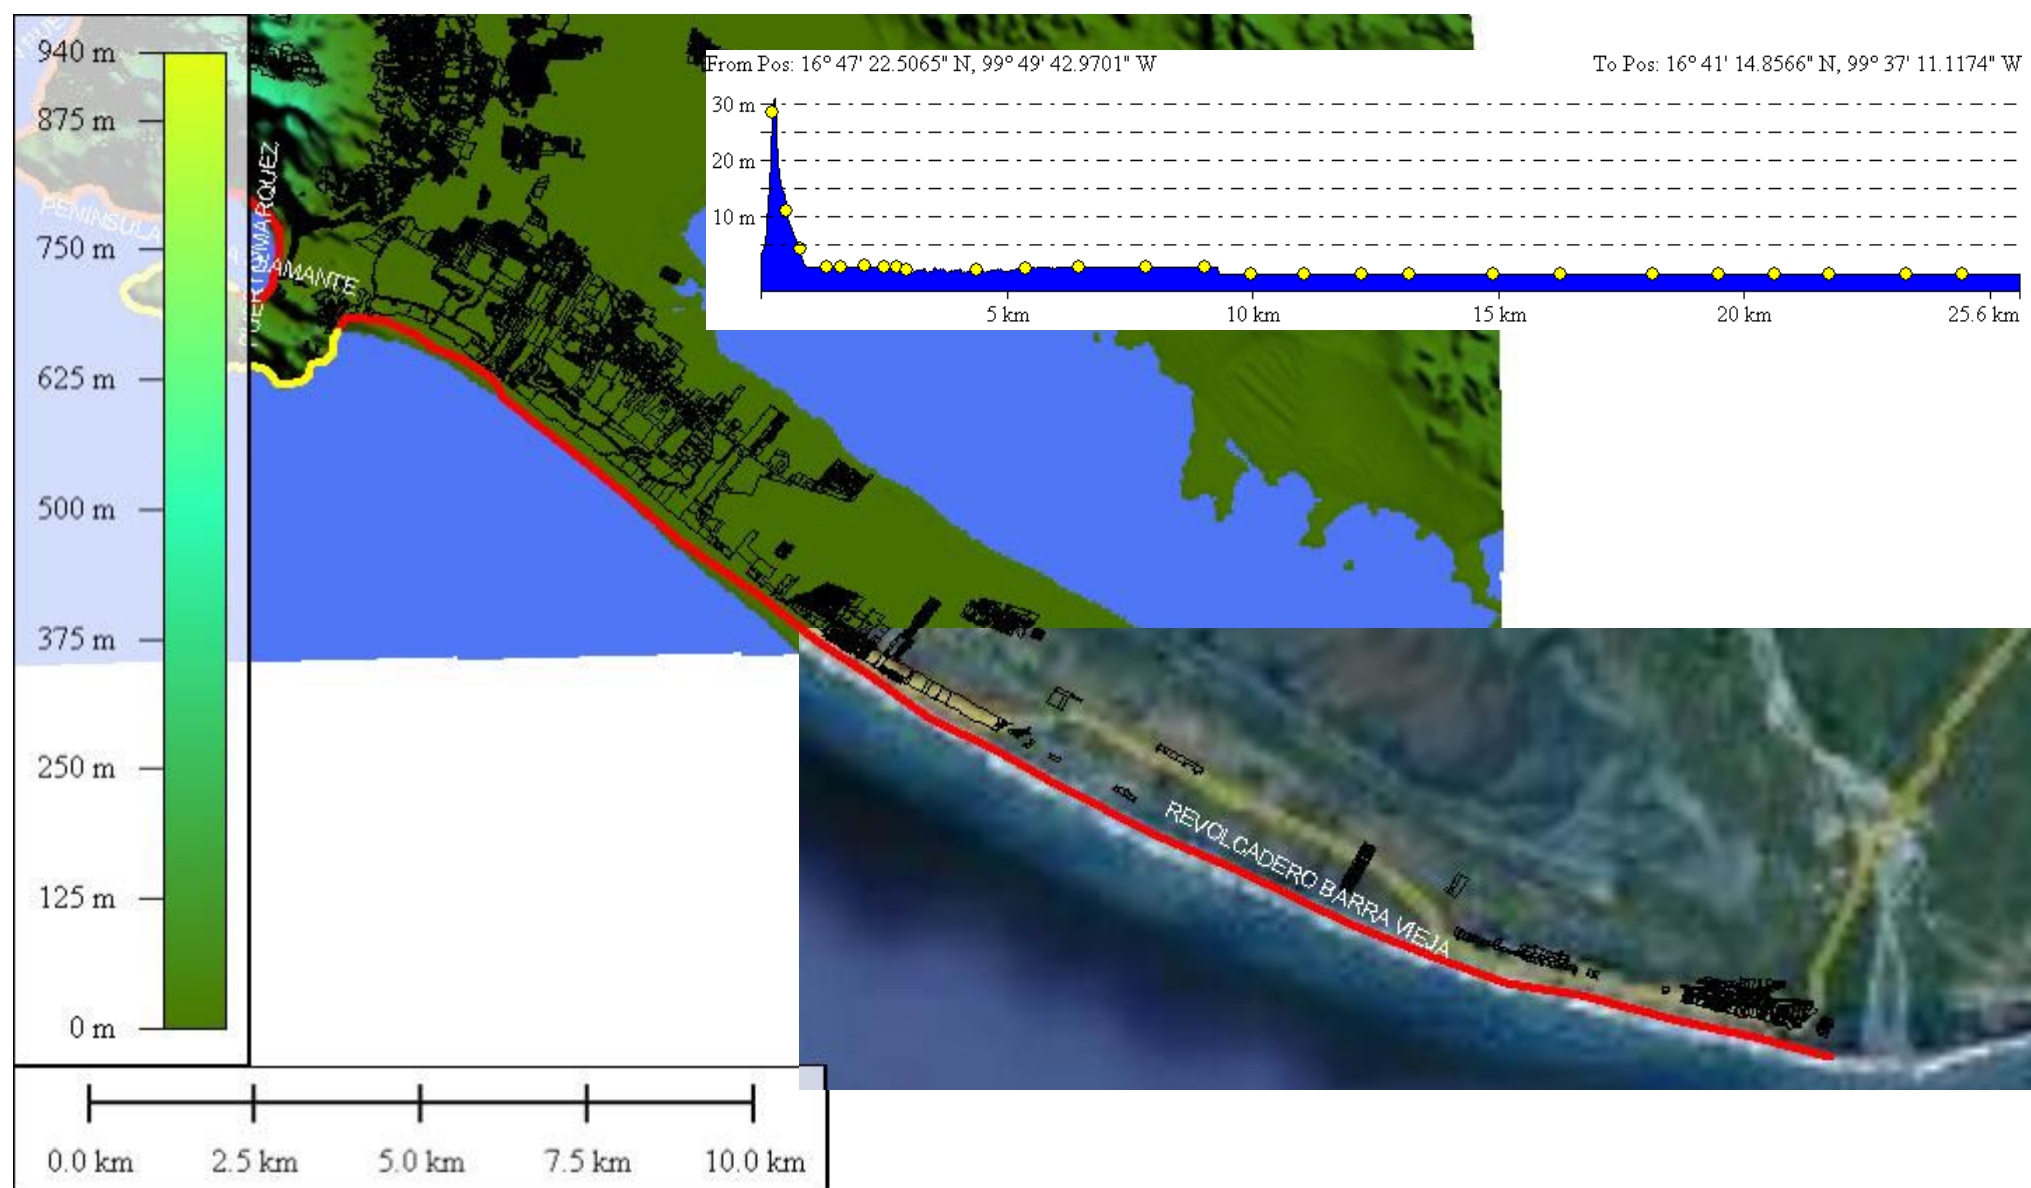 940 m
875 m
750 m
625 m
500 m
375 m
250 m
125 m
0 m
PENINSULA
DIAMANTE
PUERTO MARQUEZ
From Pos: 16° 47' 22.5065" N, 99° 49' 42.9701" W
To Pos: 16° 41' 14.8566" N, 99° 37' 11.1174" W
30 m
20 m
10 m
5 km
10 km
15 km
20 km
25.6 km
REVOLCADERO BARRA VIEJA
0.0 km
2.5 km
5.0 km
7.5 km
10.0 km